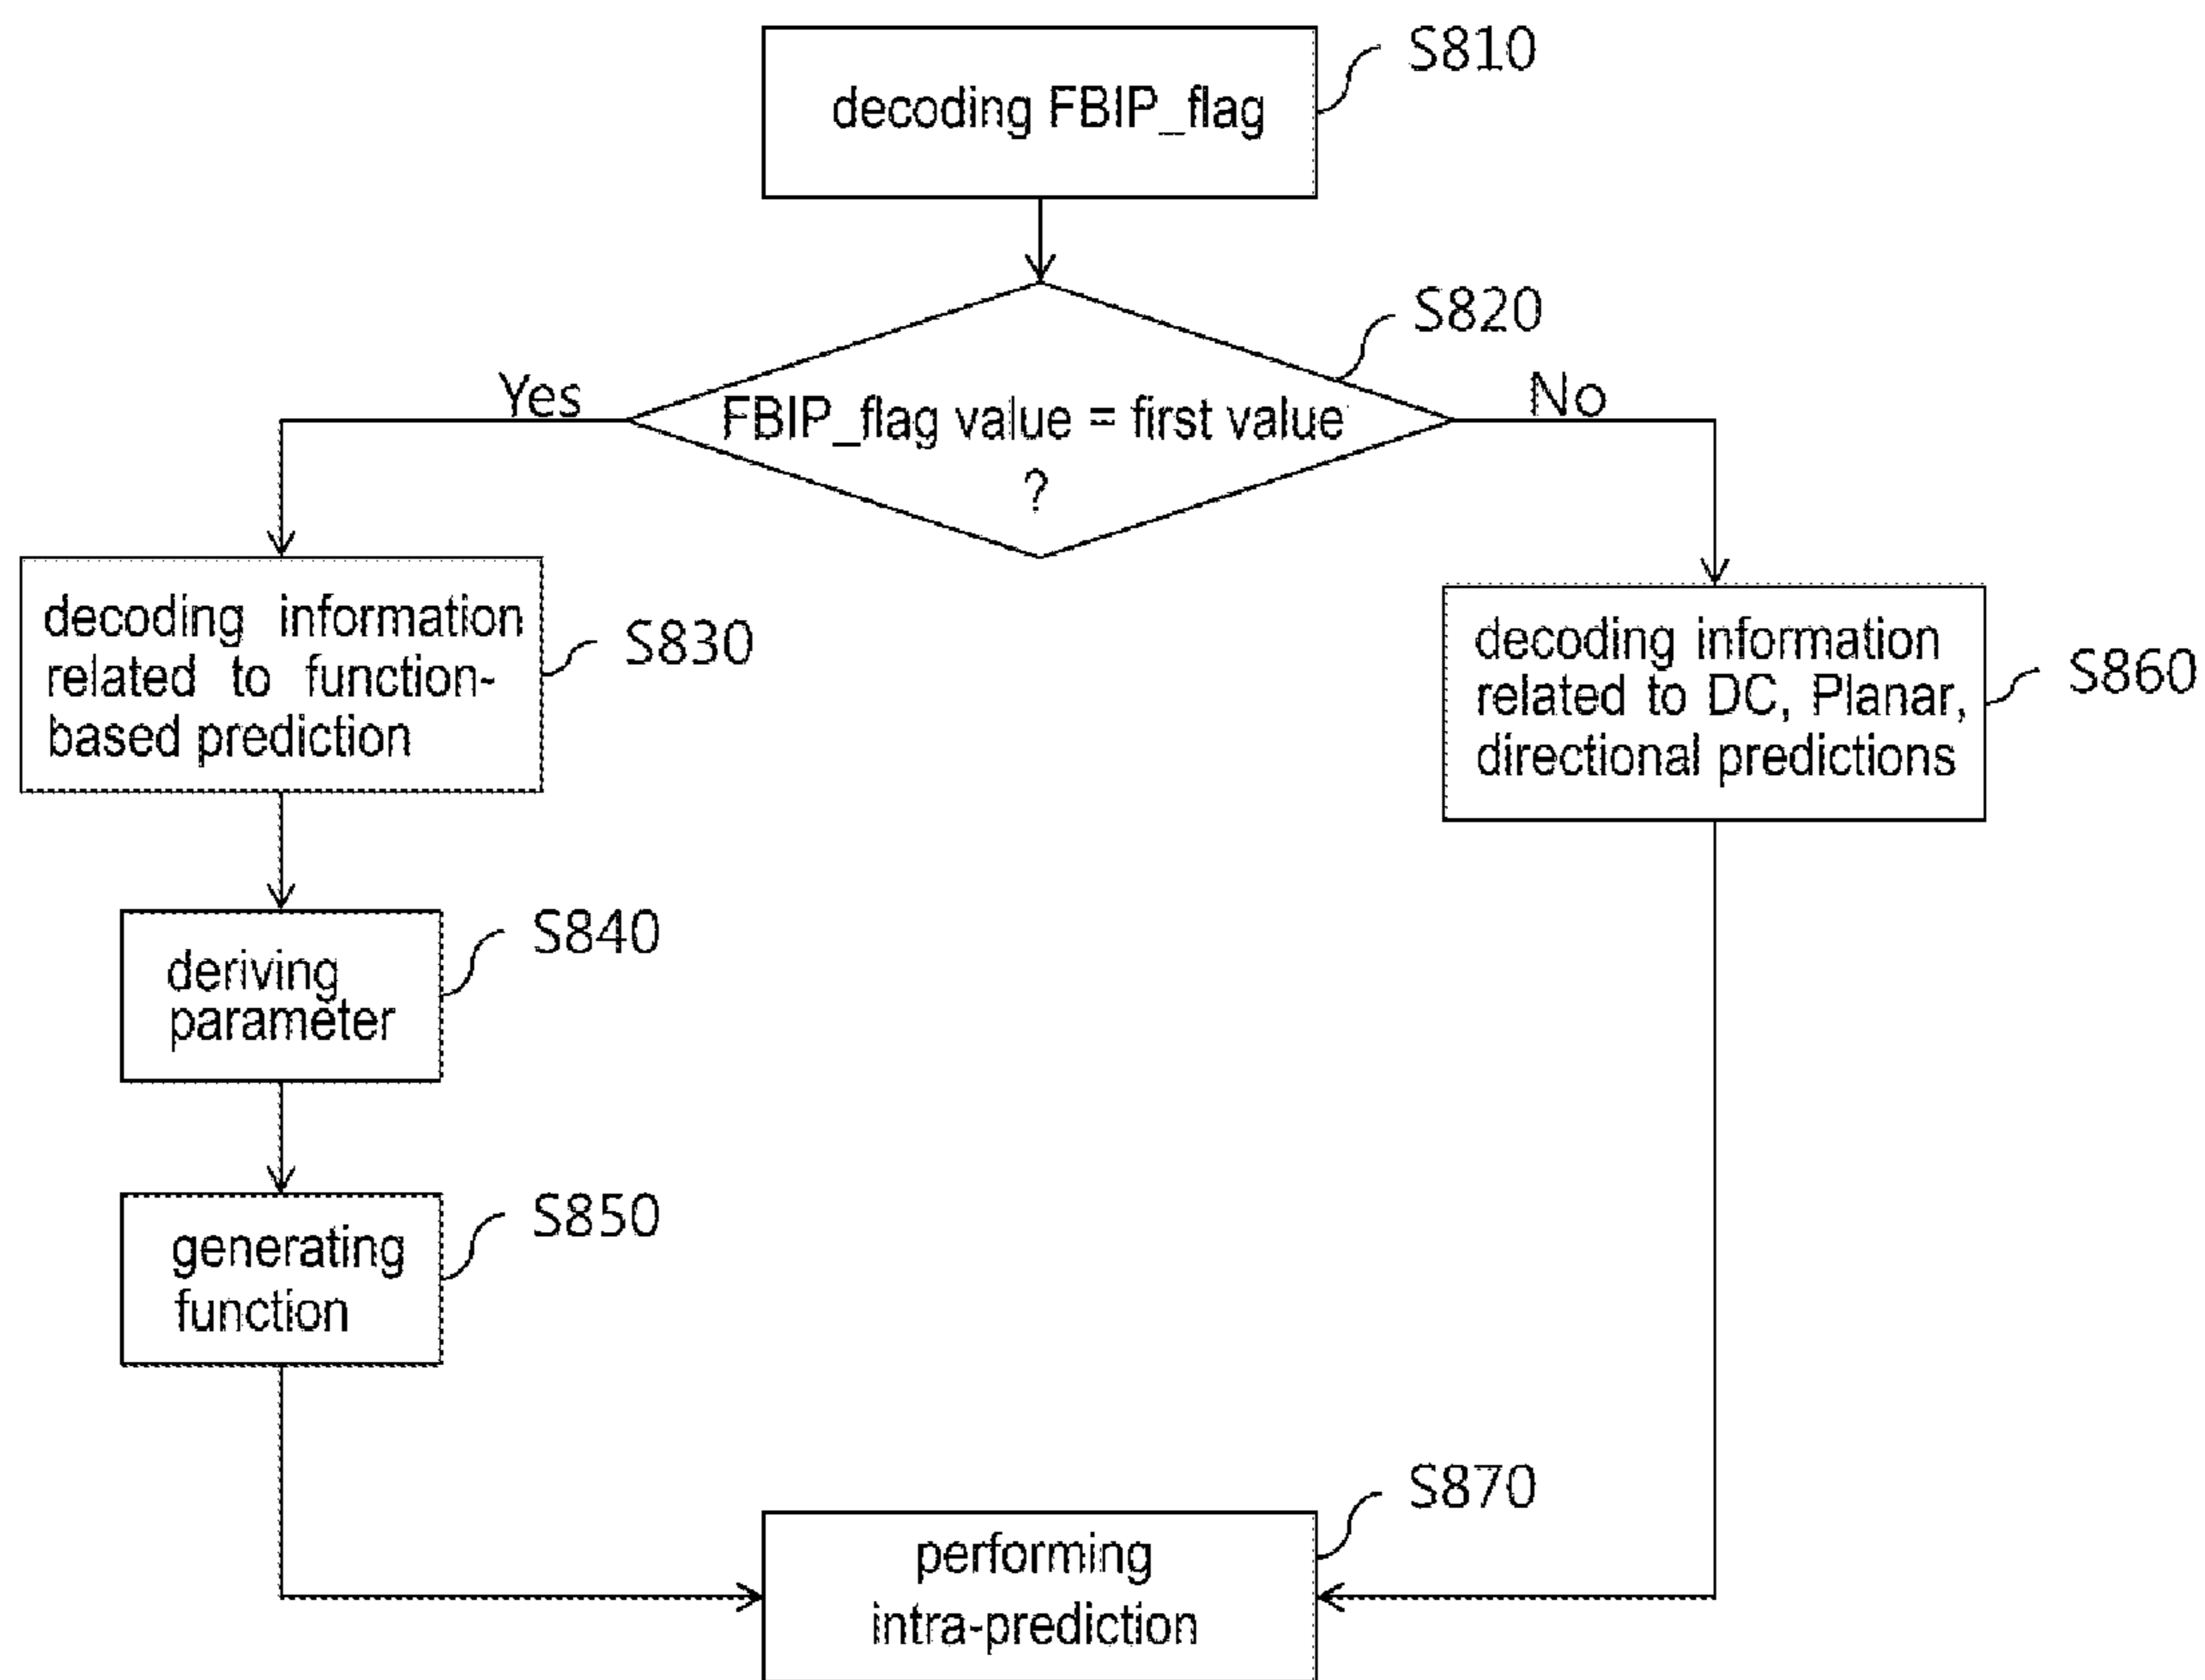 decoding FBIP_flag
S810
S820
Yes
FBIP_flag value = first value
?
No
decoding information
related to function-
based prediction
S830
decoding information
related to DC, Planar,
directional predictions
S860
deriving
parameter
S840
generating
function
S850
performing
intra-prediction
S870